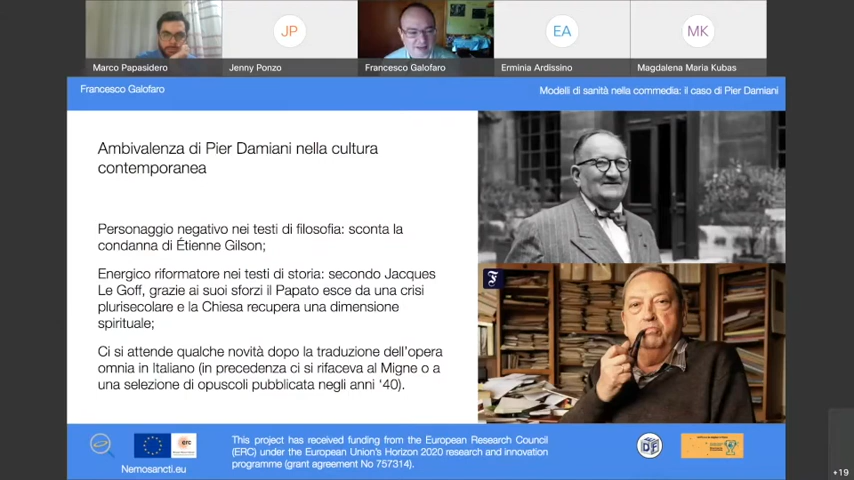 JP
EA
MK
Marco Papasidero
Jenny Ponzo
Francesco Galofaro
Erminia Ardissino
Magdalena Maria Kubas
Francesco Galofaro
Modelli di sanità nella commedia: il caso di Pier Damiani
Ambivalenza di Pier Damiani nella cultura
contemporanea
Personaggio negativo nei testi di filosofia: sconta la
condanna di Étienne Gilson;
Energico riformatore nei testi di storia: secondo Jacques
Le Goff, grazie ai suoi sforzi il Papato esce da una crisi
plurisecolare e la Chiesa recupera una dimensione
spirituale;
Ci si attende qualche novità dopo la traduzione dell'opera
omnia in Italiano (in precedenza ci si rifaceva al Migne o a
una selezione di opuscoli pubblicata negli anni '40).
erc
Nemosancti.eu
This project has received funding from the European Research Council
(ERC) under the European Union's Horizon 2020 research and innovation
programme (grant agreement No 757314).
+19